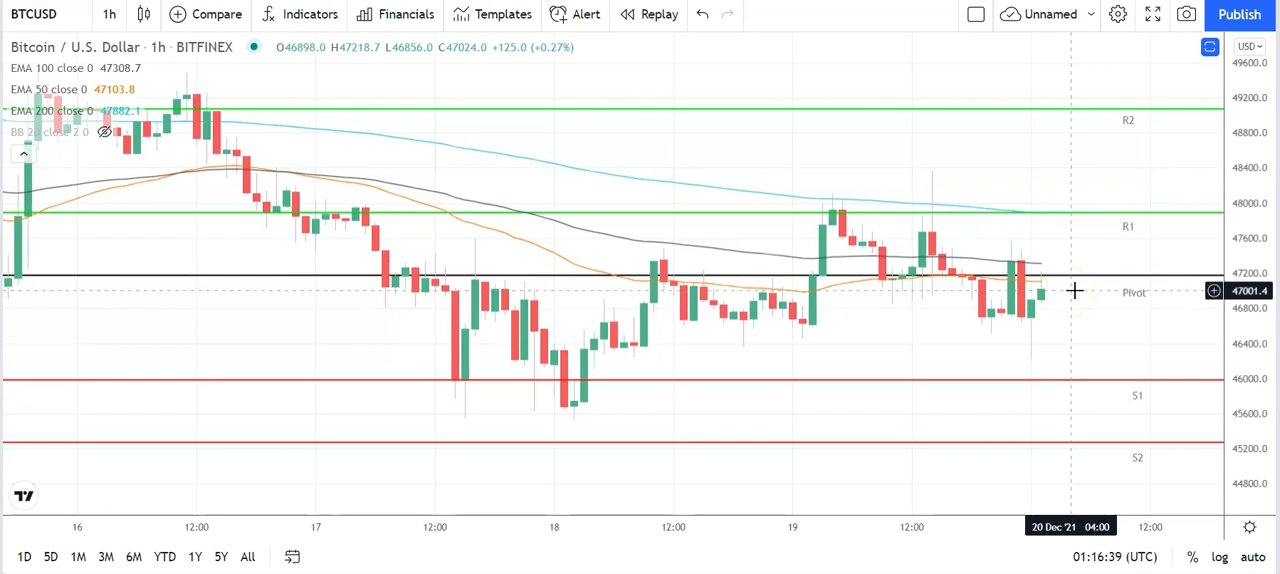 BTCUSD 1h Compare Indicators Financials Templates Alert Replay Unnamed Publish
Bitcoin / U.S. Dollar · 1h · BITFINEX O46898.0 H47218.7 L46856.0 C47024.0 +125.0 (+0.27%) USD
EMA 100 close 0 47308.7
EMA 50 close 0 47103.8
EMA 200 close 0 47882.1
BB 20 close 2 0
49600.0
49200.0
R2
48800.0
48400.0
48000.0
R1
47600.0
47200.0
Pivot 47001.4
46800.0
46400.0
46000.0
S1
45600.0
45200.0
S2
44800.0
16 12:00 17 12:00 18 12:00 19 12:00 20 Dec '21 04:00 12:00
1D 5D 1M 3M 6M YTD 1Y 5Y All 01:16:39 (UTC) % log auto